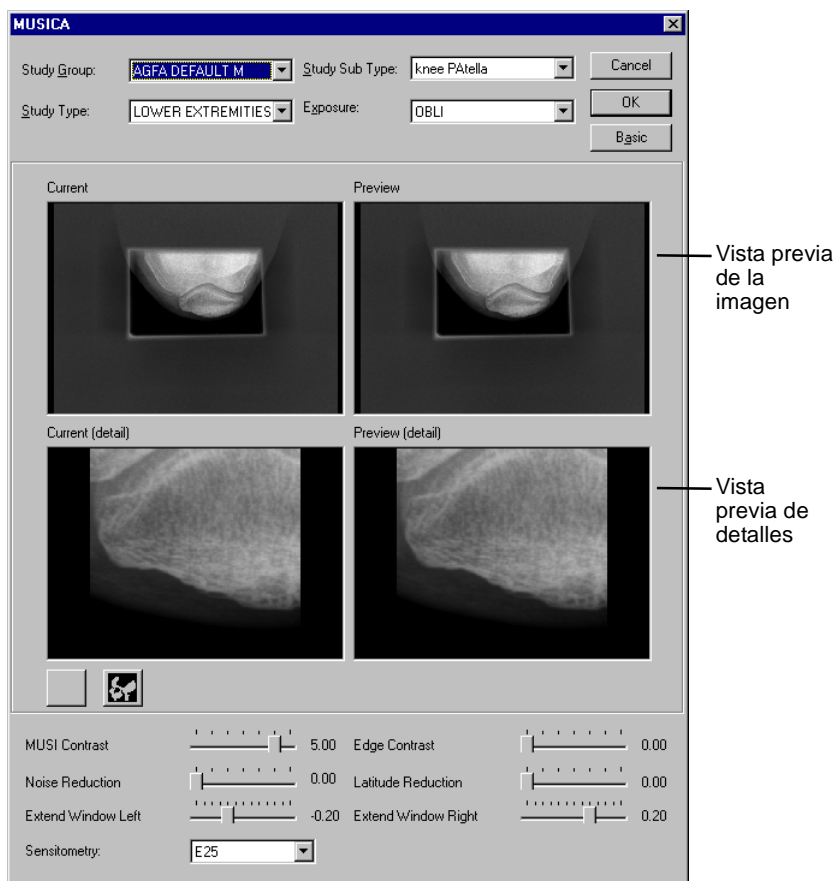 MUSICA
Study Group: AGFA DEFAULT M Study Sub Type: knee PAtella Cancel
Study Type: LOWER EXTREMITIES Exposure: OBLI OK
Basic
Current Preview
Vista previa
de la
imagen
Current (detail) Preview (detail)
Vista
previa de
detalles
MUSI Contrast 5.00 Edge Contrast 0.00
Noise Reduction 0.00 Latitude Reduction 0.00
Extend Window Left -0.20 Extend Window Right 0.20
Sensitometry: E25